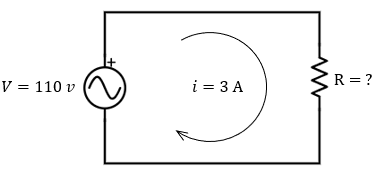 +
V = 110 v
i = 3 A
R = ?